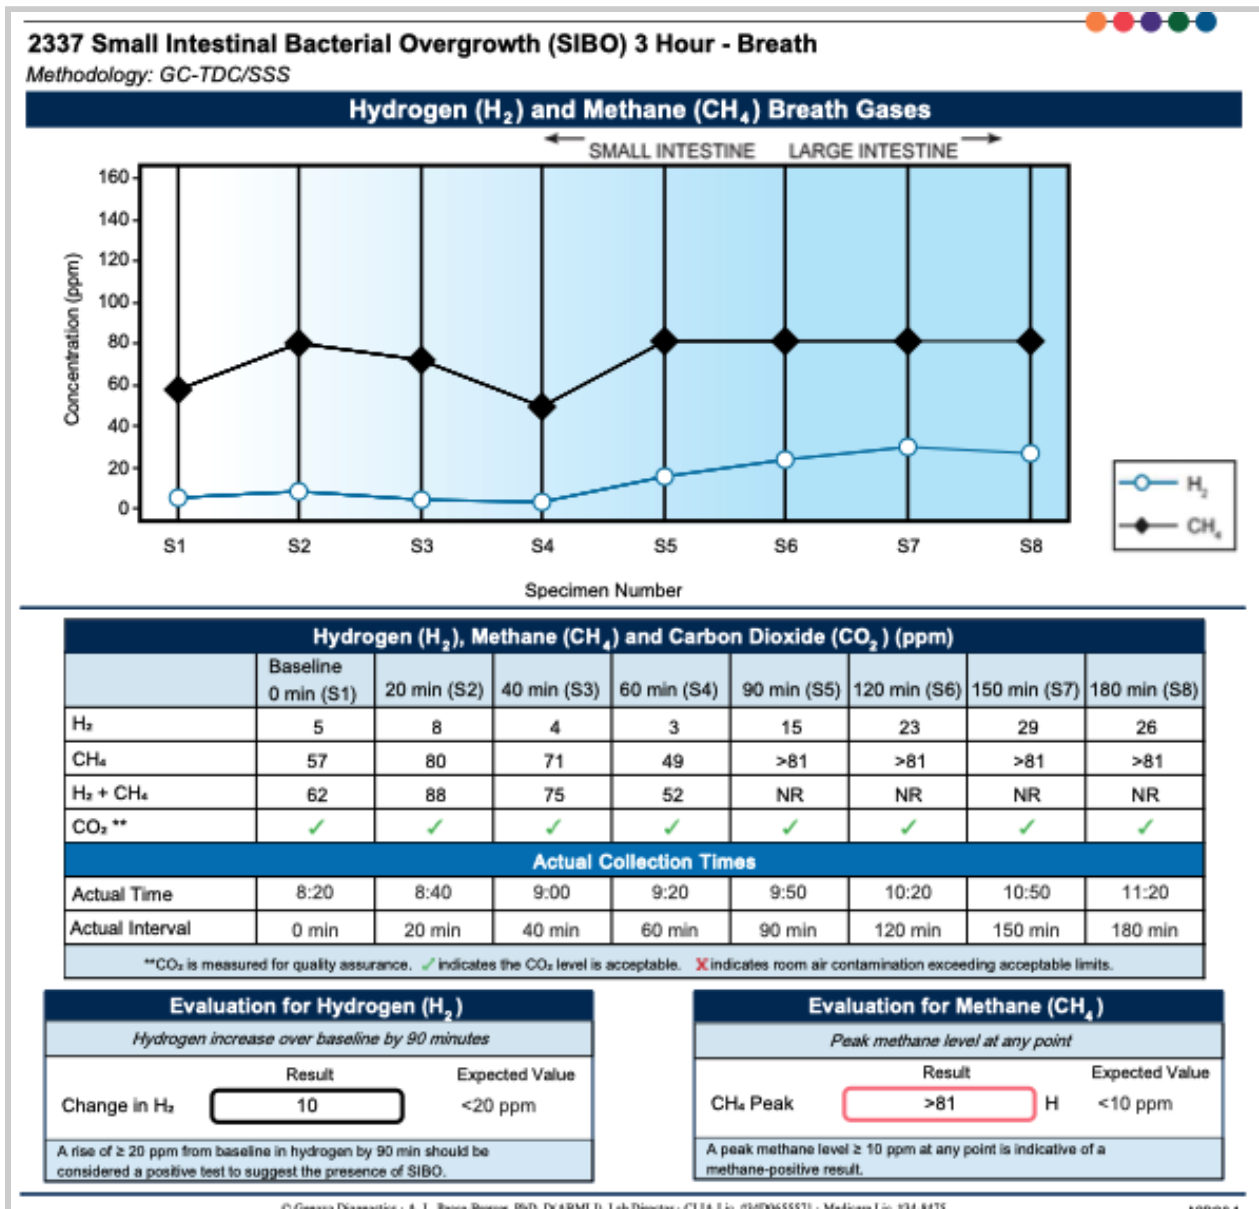 2337 Small Intestinal Bacterial Overgrowth (SIBO) 3 Hour - Breath
Methodology: GC-TDC/SSS
Hydrogen (H₂) and Methane (CH₄) Breath Gases
SMALL INTESTINE LARGE INTESTINE
160
140
120
100
80
60
40
20
0
Concentration (ppm)
S1 S2 S3 S4 S5 S6 S7 S8
Specimen Number
H₂
CH₄
Hydrogen (H₂), Methane (CH₄) and Carbon Dioxide (CO₂) (ppm)
Baseline
0 min (S1) 20 min (S2) 40 min (S3) 60 min (S4) 90 min (S5) 120 min (S6) 150 min (S7) 180 min (S8)
H₂ 5 8 4 3 15 23 29 26
CH₄ 57 80 71 49 >81 >81 >81 >81
H₂ + CH₄ 62 88 75 52 NR NR NR NR
CO₂ ** ✓ ✓ ✓ ✓ ✓ ✓ ✓ ✓
Actual Collection Times
Actual Time 8:20 8:40 9:00 9:20 9:50 10:20 10:50 11:20
Actual Interval 0 min 20 min 40 min 60 min 90 min 120 min 150 min 180 min
**CO₂ is measured for quality assurance. ✓ indicates the CO₂ level is acceptable. X indicates room air contamination exceeding acceptable limits.
Evaluation for Hydrogen (H₂)
Hydrogen increase over baseline by 90 minutes
Result Expected Value
Change in H₂ 10 <20 ppm
A rise of ≥ 20 ppm from baseline in hydrogen by 90 min should be
considered a positive test to suggest the presence of SIBO.
Evaluation for Methane (CH₄)
Peak methane level at any point
Result Expected Value
CH₄ Peak >81 H <10 ppm
A peak methane level ≥ 10 ppm at any point is indicative of a
methane-positive result.